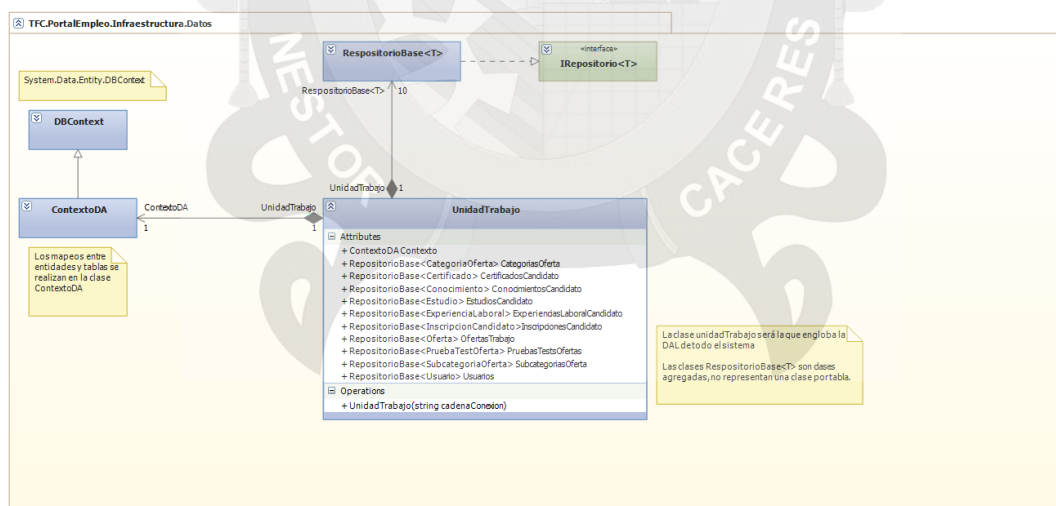 TFC.PortalEmpleo.Infraestructura.Datos
System.Data.Entity.DBContext
DBContext
ContextoDA
Los mapeos entre
entidades y tablas se
realizan en la clase
ContextoDA
ContextoDA
1
UnidadTrabajo
1
RespositorioBase<T>
«interface»
IRepositorio<T>
RespositorioBase<T>
10
UnidadTrabajo
1
UnidadTrabajo
Attributes
+ ContextoDA Contexto
+ RepositorioBase<CategoriaOferta> CategoriasOferta
+ RepositorioBase<Certificado> CertificadosCandidato
+ RepositorioBase<Conocimiento> ConocimientosCandidato
+ RepositorioBase<Estudio> EstudiosCandidato
+ RepositorioBase<ExperienciaLaboral> ExperienciasLaboralCandidato
+ RepositorioBase<InscripcionCandidato>InscripcionesCandidato
+ RepositorioBase<Oferta> OfertasTrabajo
+ RepositorioBase<PruebaTestOferta> PruebasTestsOfertas
+ RepositorioBase<SubcategoriaOferta> SubcategoriasOferta
+ RepositorioBase<Usuario> Usuarios
Operations
+ UnidadTrabajo(string cadenaConexion)
La clase unidadTrabajo será la que engloba la
DAL de todo el sistema
Las clases RespositorioBase<T> son clases
agregadas, no representan una clase portabla.
NESTOR
CACERES